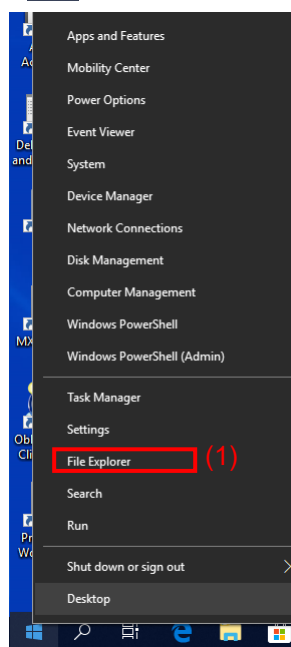 Apps and Features
Mobility Center
Power Options
Event Viewer
System
Device Manager
Network Connections
Disk Management
Computer Management
Windows PowerShell
Windows PowerShell (Admin)
Task Manager
Settings
File Explorer (1)
Search
Run
Shut down or sign out
Desktop